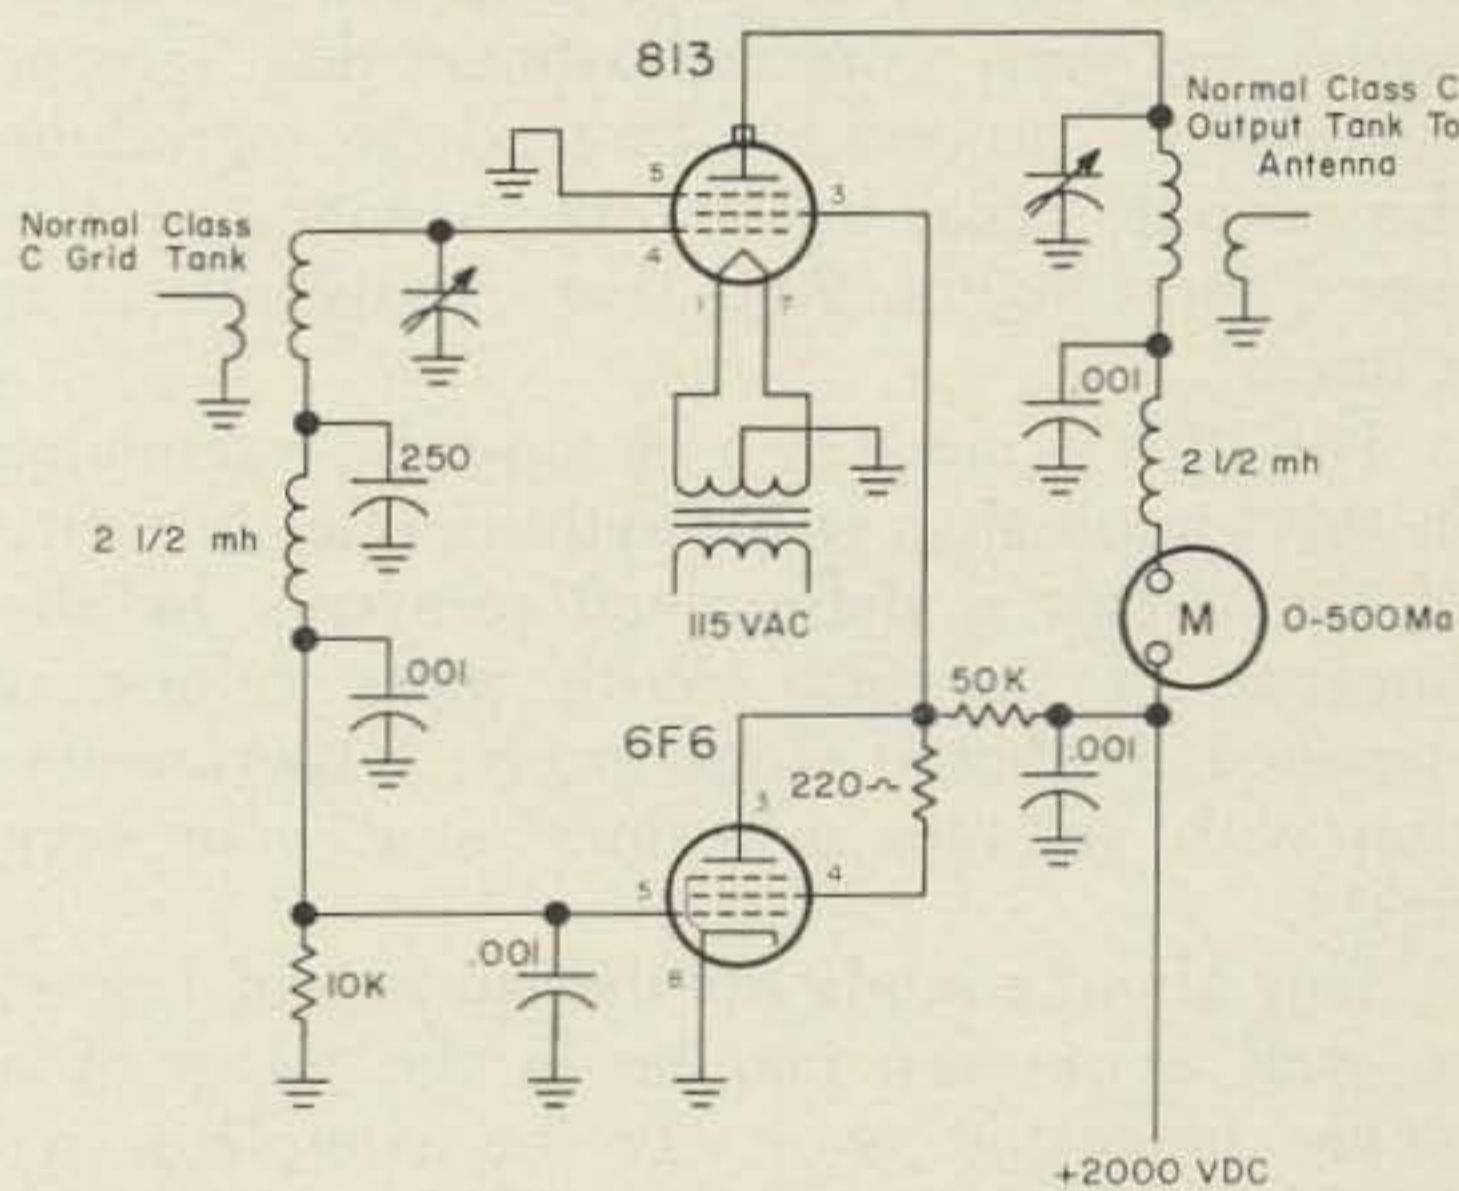 813
Normal Class C
Output Tank To
Antenna
5
3
4
1
7
Normal Class
C Grid Tank
.001
250
2 1/2 mh
2 1/2 mh
115 VAC
M
0-500Ma
.001
50K
.001
6F6
220~
3
4
5
.001
10K
8
+2000 VDC